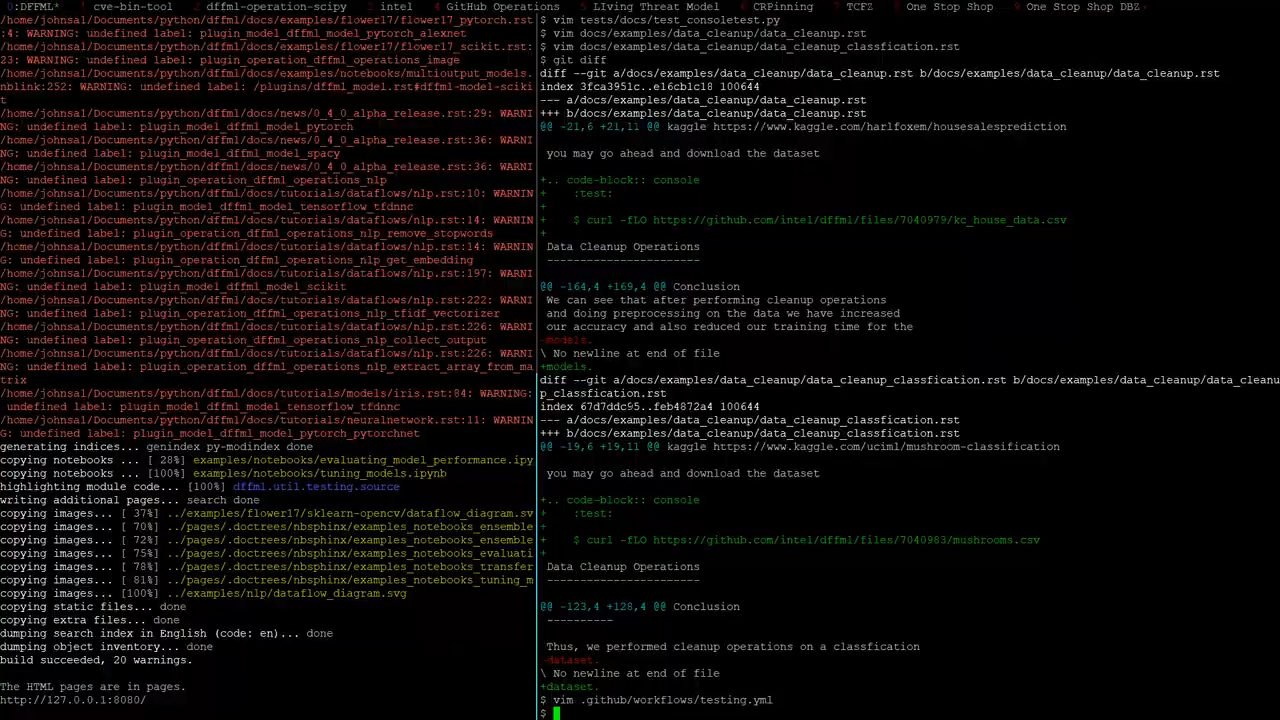 0:DFFML* 1 cve-bin-tool 2 dffml-operation-scipy 3 intel 4 GitHub Operations 5 LIving Threat Model 6 CRPinning 7 TCFZ 8 One Stop Shop 9 One Stop Shop DBZ
/home/johnsa1/Documents/python/dffml/docs/examples/flower17/flower17_pytorch.rst
:4: WARNING: undefined label: plugin_model_dffml_model_pytorch_alexnet
/home/johnsa1/Documents/python/dffml/docs/examples/flower17/flower17_scikit.rst:
23: WARNING: undefined label: plugin_operation_dffml_operations_image
/home/johnsa1/Documents/python/dffml/docs/examples/notebooks/multioutput_models.
nblink:252: WARNING: undefined label: /plugins/dffml_model.rst#dffml-model-sciki
t
/home/johnsa1/Documents/python/dffml/docs/news/0_4_0_alpha_release.rst:29: WARNI
NG: undefined label: plugin_model_dffml_model_pytorch
/home/johnsa1/Documents/python/dffml/docs/news/0_4_0_alpha_release.rst:36: WARNI
NG: undefined label: plugin_model_dffml_model_spacy
/home/johnsa1/Documents/python/dffml/docs/news/0_4_0_alpha_release.rst:36: WARNI
NG: undefined label: plugin_operation_dffml_operations_nlp
/home/johnsa1/Documents/python/dffml/docs/tutorials/dataflows/nlp.rst:10: WARNIN
G: undefined label: plugin_model_dffml_model_tensorflow_tfdnnc
/home/johnsa1/Documents/python/dffml/docs/tutorials/dataflows/nlp.rst:14: WARNIN
G: undefined label: plugin_operation_dffml_operations_nlp_remove_stopwords
/home/johnsa1/Documents/python/dffml/docs/tutorials/dataflows/nlp.rst:14: WARNIN
G: undefined label: plugin_operation_dffml_operations_nlp_get_embedding
/home/johnsa1/Documents/python/dffml/docs/tutorials/dataflows/nlp.rst:197: WARNI
NG: undefined label: plugin_model_dffml_model_scikit
/home/johnsa1/Documents/python/dffml/docs/tutorials/dataflows/nlp.rst:222: WARNI
NG: undefined label: plugin_operation_dffml_operations_nlp_tfidf_vectorizer
/home/johnsa1/Documents/python/dffml/docs/tutorials/dataflows/nlp.rst:226: WARNI
NG: undefined label: plugin_operation_dffml_operations_nlp_collect_output
/home/johnsa1/Documents/python/dffml/docs/tutorials/dataflows/nlp.rst:226: WARNI
NG: undefined label: plugin_operation_dffml_operations_nlp_extract_array_from_ma
trix
/home/johnsa1/Documents/python/dffml/docs/tutorials/models/iris.rst:84: WARNING:
 undefined label: plugin_model_dffml_model_tensorflow_tfdnnc
/home/johnsa1/Documents/python/dffml/docs/tutorials/neuralnetwork.rst:11: WARNIN
G: undefined label: plugin_model_dffml_model_pytorch_pytorchnet
generating indices... genindex py-modindex done
copying notebooks ... [ 28%] examples/notebooks/evaluating_model_performance.ipy
copying notebooks ... [100%] examples/notebooks/tuning_models.ipynb
highlighting module code... [100%] dffml.util.testing.source
writing additional pages... search done
copying images... [ 37%] ../examples/flower17/sklearn-opencv/dataflow_diagram.sv
copying images... [ 70%] ../pages/.doctrees/nbsphinx/examples_notebooks_ensemble
copying images... [ 72%] ../pages/.doctrees/nbsphinx/examples_notebooks_ensemble
copying images... [ 75%] ../pages/.doctrees/nbsphinx/examples_notebooks_evaluati
copying images... [ 78%] ../pages/.doctrees/nbsphinx/examples_notebooks_transfer
copying images... [ 81%] ../pages/.doctrees/nbsphinx/examples_notebooks_tuning_m
copying images... [100%] ../examples/nlp/dataflow_diagram.svg
copying static files... done
copying extra files... done
dumping search index in English (code: en)... done
dumping object inventory... done
build succeeded, 20 warnings.
The HTML pages are in pages.
http://127.0.0.1:8080/
$ vim tests/docs/test_consoletest.py
$ vim docs/examples/data_cleanup/data_cleanup.rst
$ vim docs/examples/data_cleanup/data_cleanup_classfication.rst
$ git diff
diff --git a/docs/examples/data_cleanup/data_cleanup.rst b/docs/examples/data_cleanup/data_cleanup.rst
index 3fca3951c..e16cb1c18 100644
--- a/docs/examples/data_cleanup/data_cleanup.rst
+++ b/docs/examples/data_cleanup/data_cleanup.rst
@@ -21,6 +21,11 @@ kaggle https://www.kaggle.com/harlfoxem/housesalesprediction
 you may go ahead and download the dataset
+.. code-block:: console
+    :test:
+
+    $ curl -fLO https://github.com/intel/dffml/files/7040979/kc_house_data.csv
+
 Data Cleanup Operations
 -----------------------
@@ -164,4 +169,4 @@ Conclusion
 We can see that after performing cleanup operations
 and doing preprocessing on the data we have increased
 our accuracy and also reduced our training time for the
-models.
\ No newline at end of file
+models.
diff --git a/docs/examples/data_cleanup/data_cleanup_classfication.rst b/docs/examples/data_cleanup/data_cleanu
p_classfication.rst
index 67d7ddc95..feb4872a4 100644
--- a/docs/examples/data_cleanup/data_cleanup_classfication.rst
+++ b/docs/examples/data_cleanup/data_cleanup_classfication.rst
@@ -19,6 +19,11 @@ kaggle https://www.kaggle.com/uciml/mushroom-classification
 you may go ahead and download the dataset
+.. code-block:: console
+    :test:
+
+    $ curl -fLO https://github.com/intel/dffml/files/7040983/mushrooms.csv
+
 Data Cleanup Operations
 -----------------------
@@ -123,4 +128,4 @@ Conclusion
 ----------
 Thus, we performed cleanup operations on a classfication
-dataset.
\ No newline at end of file
+dataset.
$ vim .github/workflows/testing.yml
$